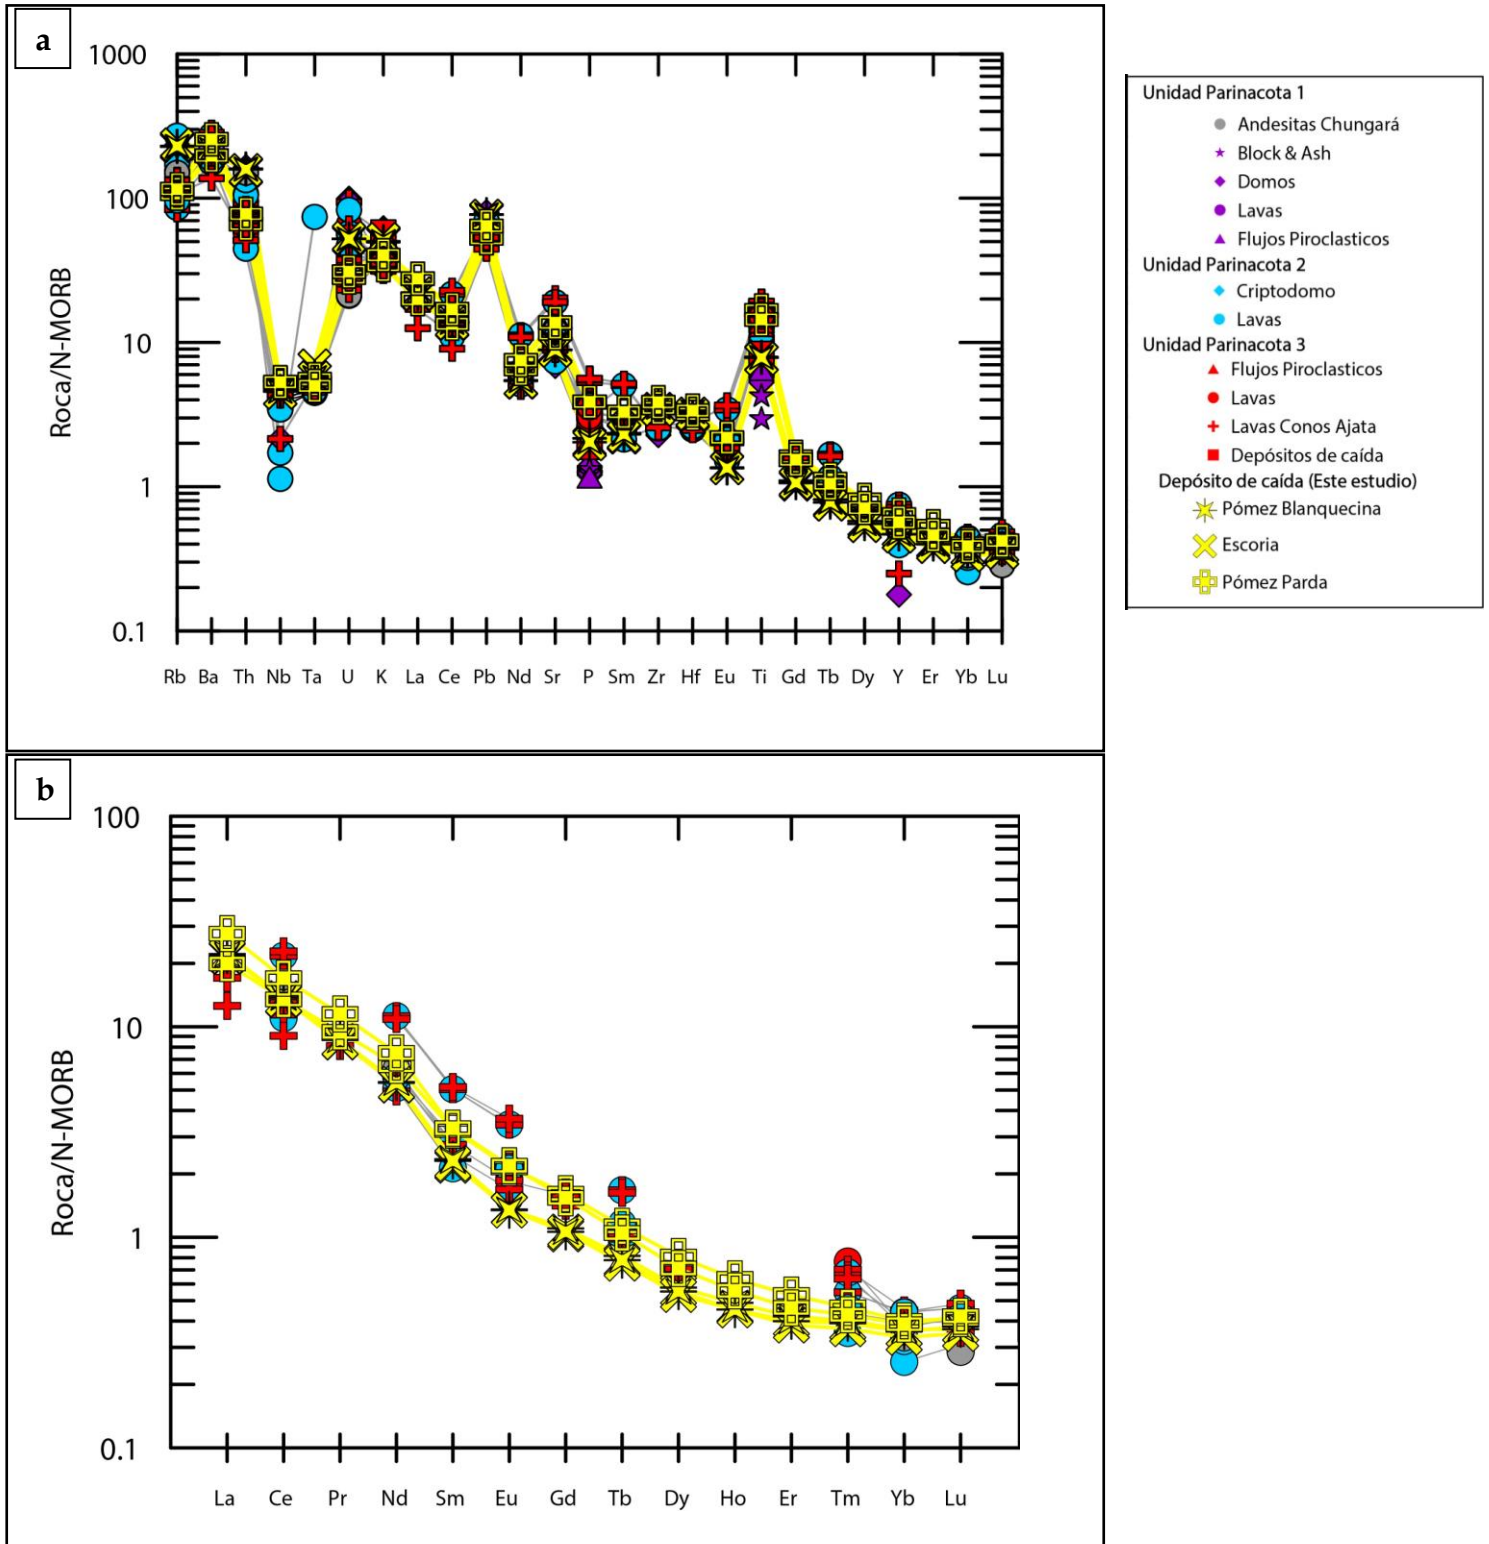 a
1000
100
10
1
0.1
Roca/N-MORB
Rb Ba Th Nb Ta U K La Ce Pb Nd Sr P Sm Zr Hf Eu Ti Gd Tb Dy Y Er Yb Lu
Unidad Parinacota 1
Andesitas Chungará
Block & Ash
Domos
Lavas
Flujos Piroclasticos
Unidad Parinacota 2
Criptodomo
Lavas
Unidad Parinacota 3
Flujos Piroclasticos
Lavas
Lavas Conos Ajata
Depósitos de caída
Depósito de caída (Este estudio)
Pómez Blanquecina
Escoria
Pómez Parda
b
100
10
1
0.1
Roca/N-MORB
La Ce Pr Nd Sm Eu Gd Tb Dy Ho Er Tm Yb Lu